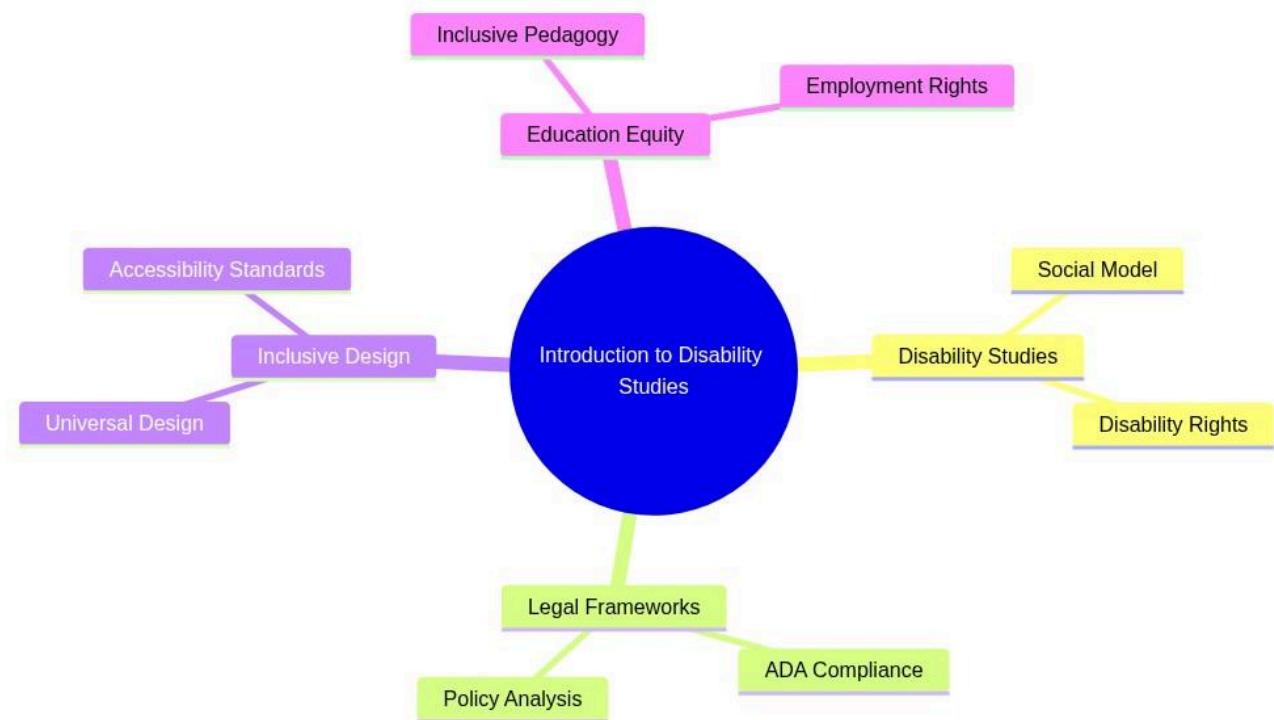 Inclusive Pedagogy
Employment Rights
Education Equity
Accessibility Standards
Social Model
Inclusive Design
Introduction to Disability
Studies
Disability Studies
Universal Design
Disability Rights
Legal Frameworks
ADA Compliance
Policy Analysis